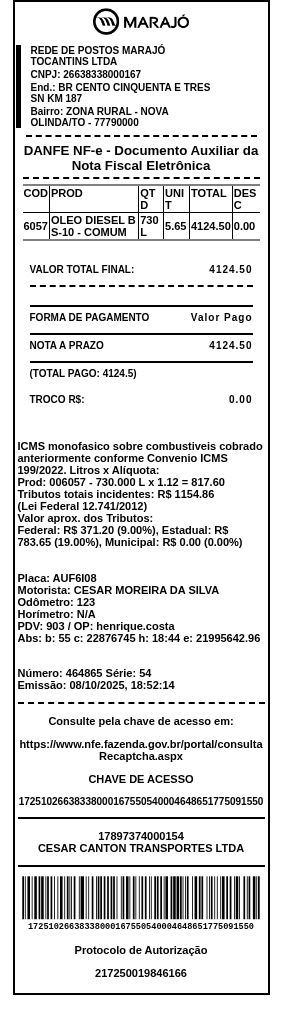 MARAJÓ
REDE DE POSTOS MARAJÓ
TOCANTINS LTDA
CNPJ: 26638338000167
End.: BR CENTO CINQUENTA E TRES
SN KM 187
Bairro: ZONA RURAL - NOVA
OLINDA/TO - 77790000
DANFE NF-e - Documento Auxiliar da
Nota Fiscal Eletrônica
COD PROD QTD UNIT TOTAL DESC
6057 OLEO DIESEL B S-10 - COMUM 730 L 5.65 4124.50 0.00
VALOR TOTAL FINAL: 4124.50
FORMA DE PAGAMENTO Valor Pago
NOTA A PRAZO 4124.50
(TOTAL PAGO: 4124.5)
TROCO R$: 0.00
ICMS monofasico sobre combustiveis cobrado
anteriormente conforme Convenio ICMS
199/2022. Litros x Alíquota:
Prod: 006057 - 730.000 L x 1.12 = 817.60
Tributos totais incidentes: R$ 1154.86
(Lei Federal 12.741/2012)
Valor aprox. dos Tributos:
Federal: R$ 371.20 (9.00%), Estadual: R$
783.65 (19.00%), Municipal: R$ 0.00 (0.00%)
Placa: AUF6I08
Motorista: CESAR MOREIRA DA SILVA
Odômetro: 123
Horímetro: N/A
PDV: 903 / OP: henrique.costa
Abs: b: 55 c: 22876745 h: 18:44 e: 21995642.96
Número: 464865 Série: 54
Emissão: 08/10/2025, 18:52:14
Consulte pela chave de acesso em:
https://www.nfe.fazenda.gov.br/portal/consulta
Recaptcha.aspx
CHAVE DE ACESSO
17251026638338000167550540004648651775091550
17897374000154
CESAR CANTON TRANSPORTES LTDA
17251026638338000167550540004648651775091550
Protocolo de Autorização
217250019846166